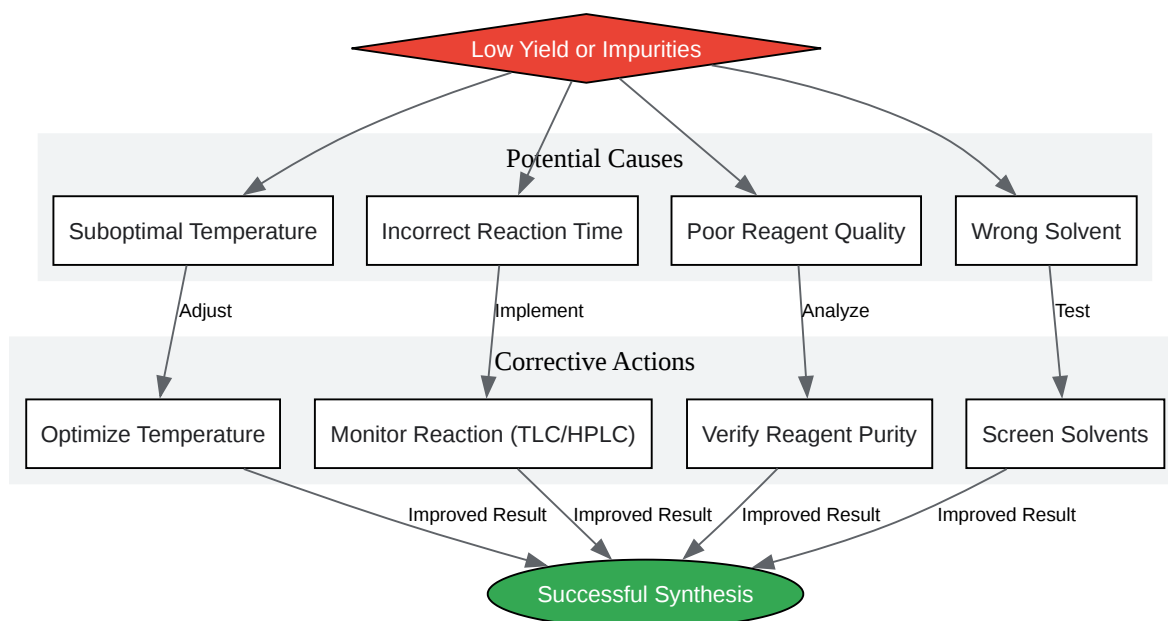 Low Yield or Impurities
Potential Causes
Suboptimal Temperature
Incorrect Reaction Time
Poor Reagent Quality
Wrong Solvent
Adjust
Implement
Analyze
Test
Corrective Actions
Optimize Temperature
Monitor Reaction (TLC/HPLC)
Verify Reagent Purity
Screen Solvents
Improved Result
Improved Result
Improved Result
Improved Result
Successful Synthesis